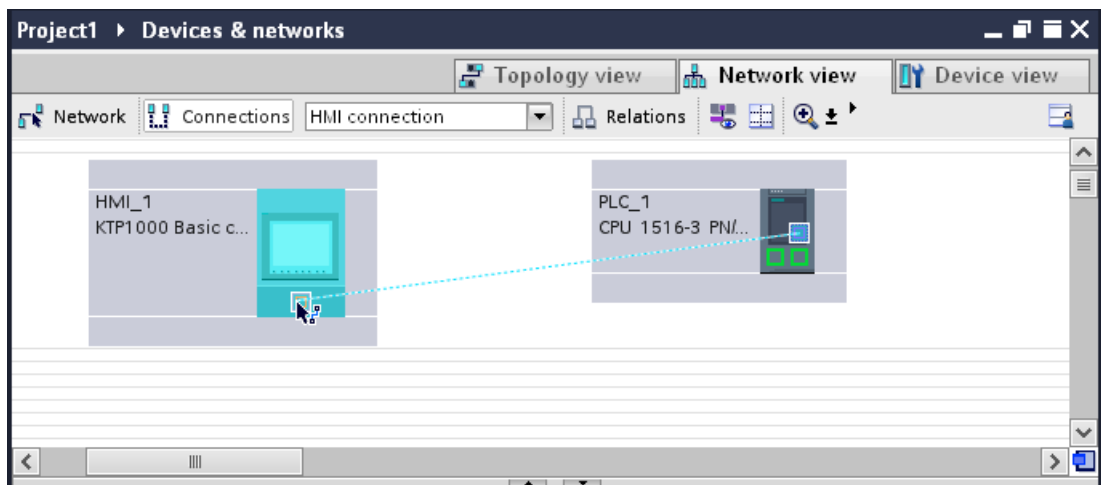 Project1 ▸ Devices & networks
Topology view Network view Device view
Network Connections HMI connection Relations
HMI_1
KTP1000 Basic c...
PLC_1
CPU 1516-3 PN/...